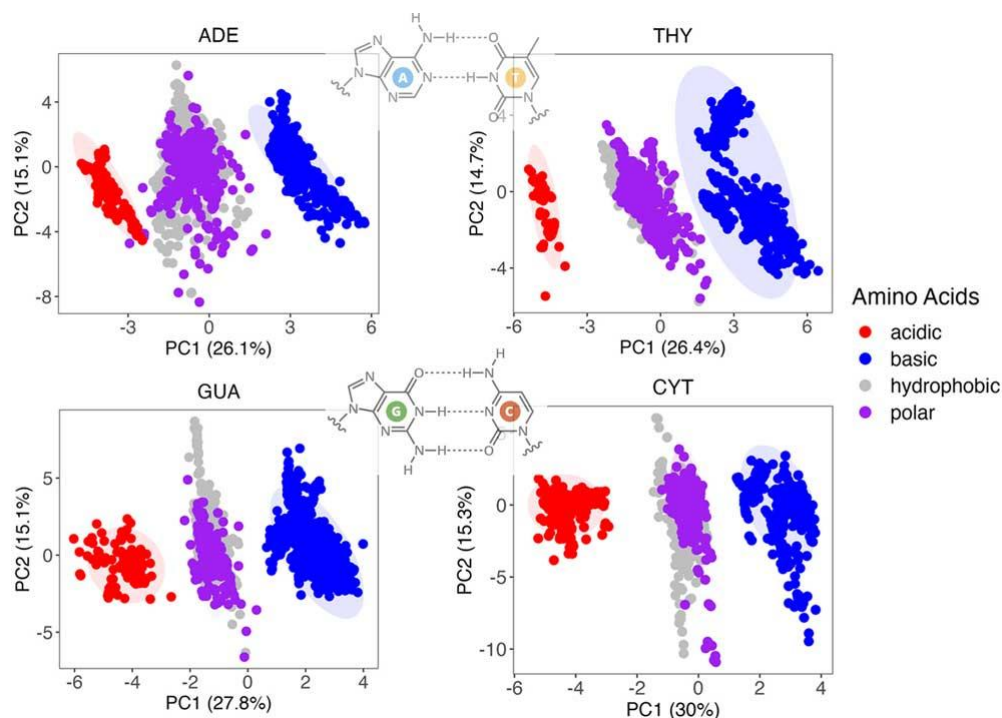 ADE
THY
N
N
N
N
N
H
H
A
O
H
N
T
N
O
PC2 (15.1%)
4
0
-4
-8
-3
0
3
6
PC1 (26.1%)
PC2 (14.7%)
4
0
-4
-6
-3
0
3
6
PC1 (26.4%)
Amino Acids
acidic
basic
hydrophobic
polar
GUA
CYT
N
N
O
N
H
N
N
H
H
G
H
H
N
N
C
N
O
PC2 (15.1%)
5
0
-5
-6
-4
-2
0
2
4
PC1 (27.8%)
PC2 (15.3%)
0
-5
-10
-6
-4
-2
0
2
4
PC1 (30%)